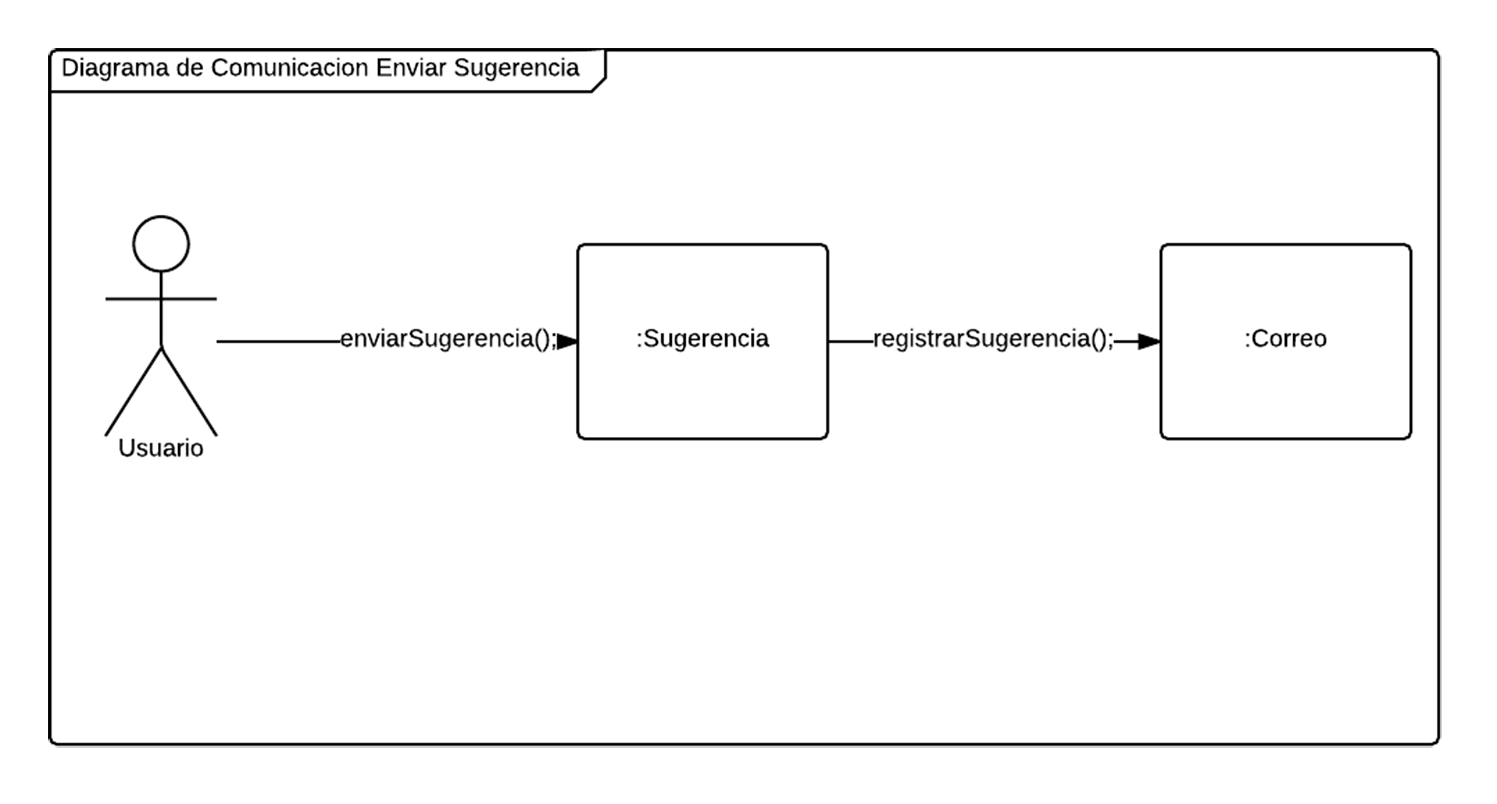 Diagrama de Comunicacion Enviar Sugerencia
enviarSugerencia();
:Sugerencia
registrarSugerencia();
:Correo
Usuario